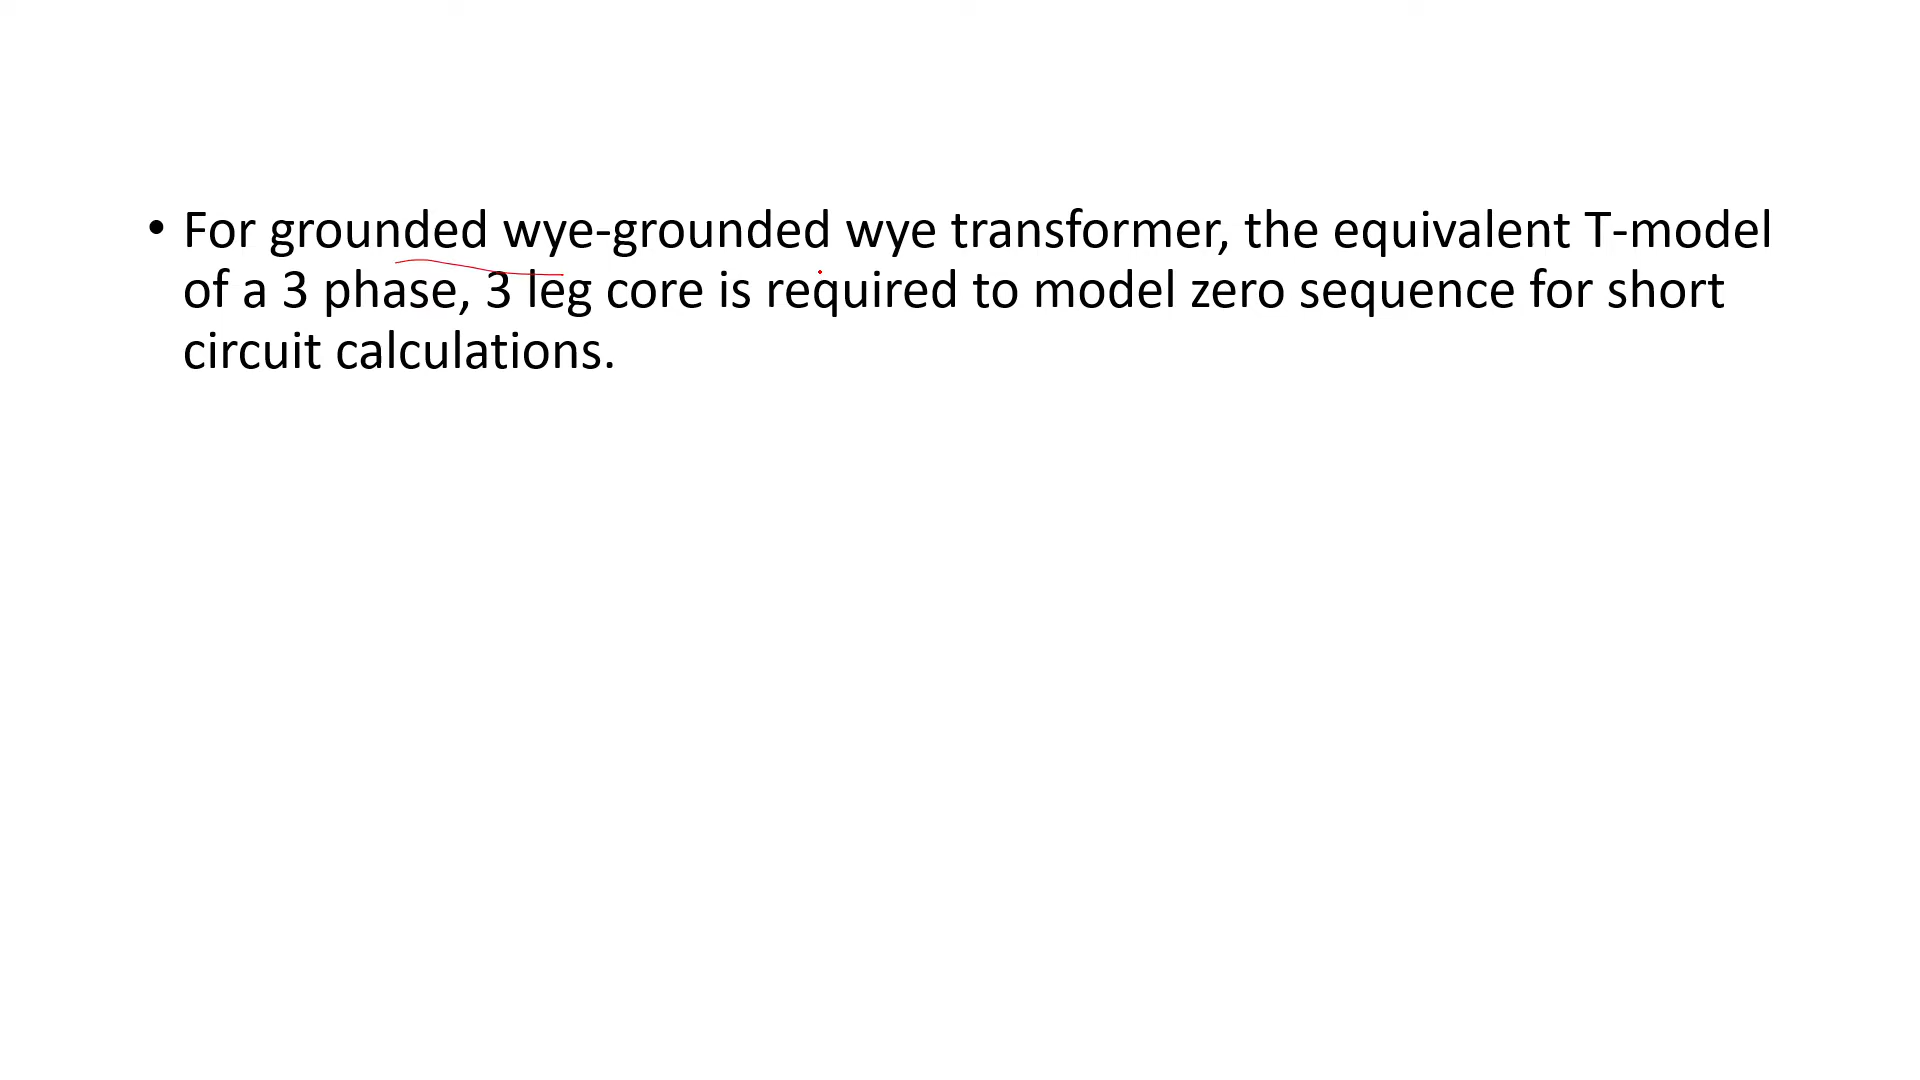 • For grounded wye-grounded wye transformer, the equivalent T-model
of a 3 phase, 3 leg core is required to model zero sequence for short
circuit calculations.